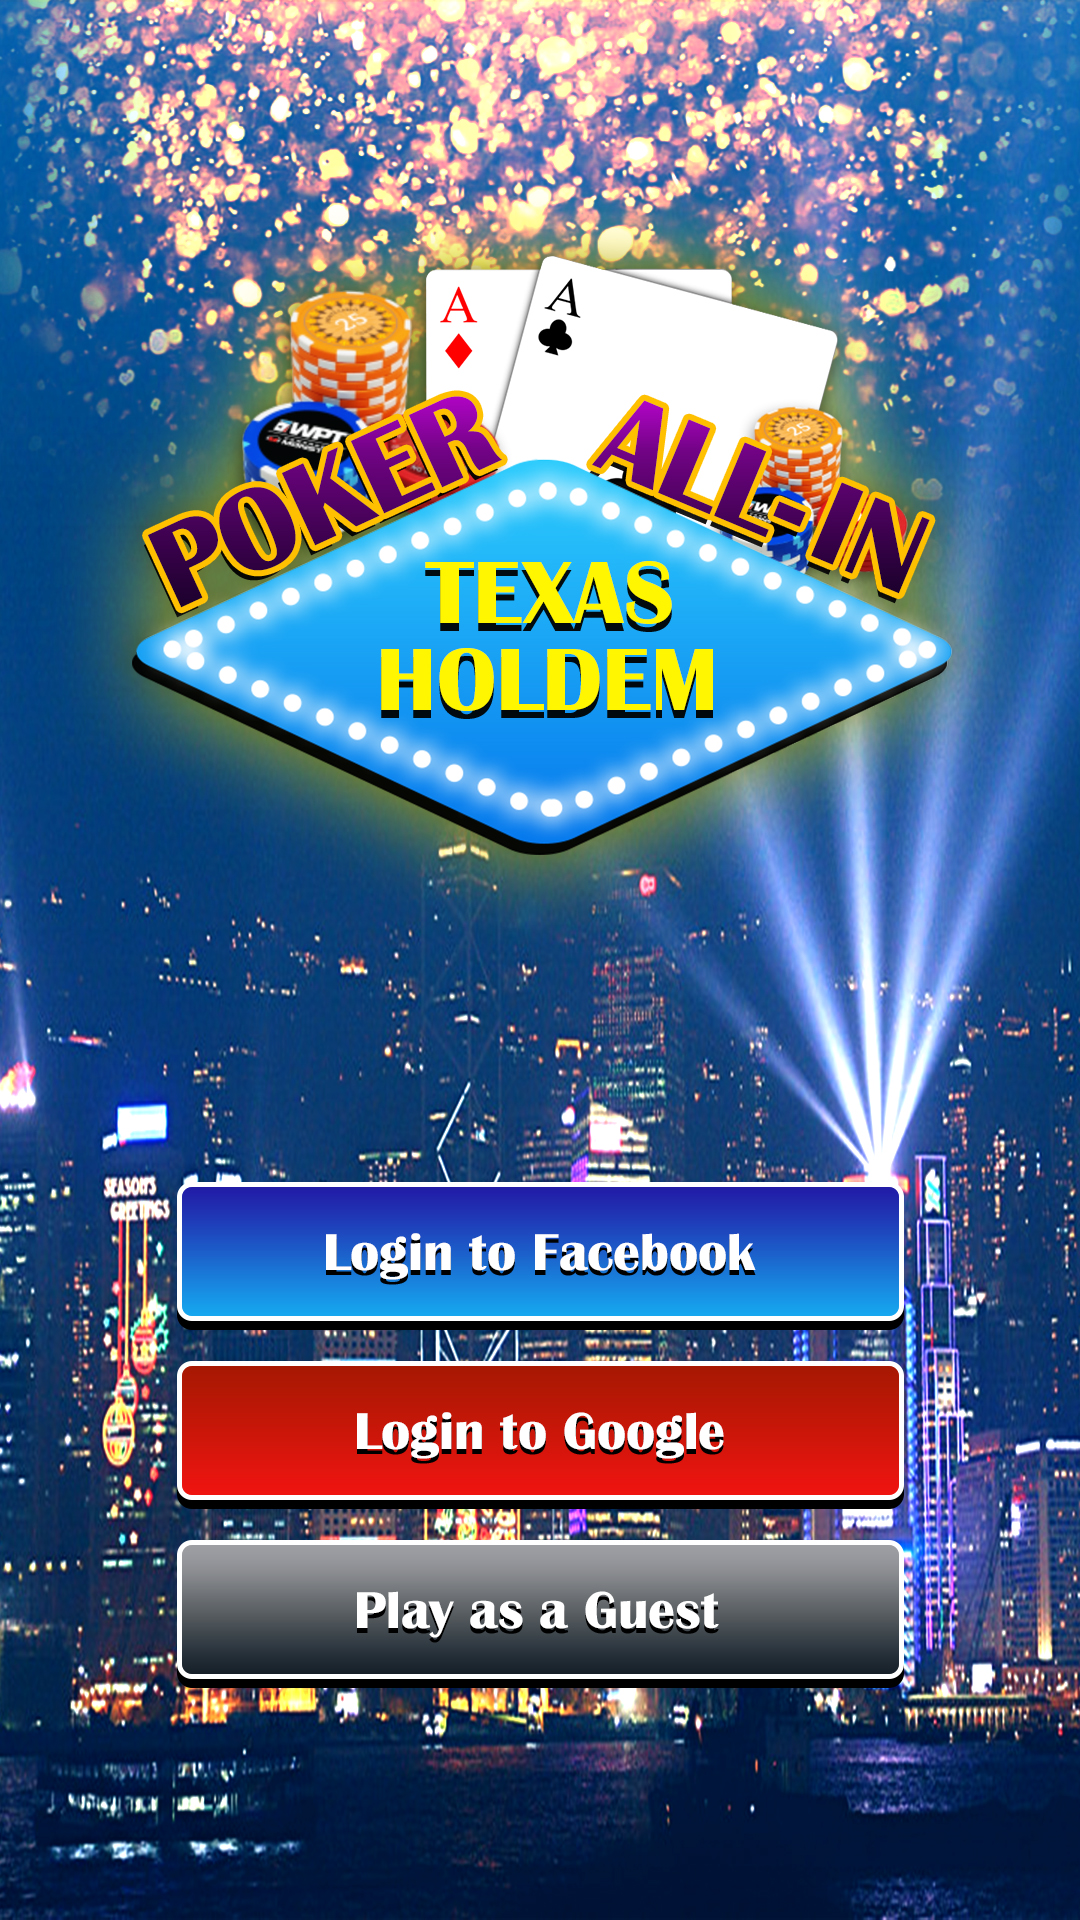 A
A
25
WPT
25
POKER ALL-IN
TEXAS
HOLDEM
SEASON'S
GREETINGS
Login to Facebook
Login to Google
Play as a Guest